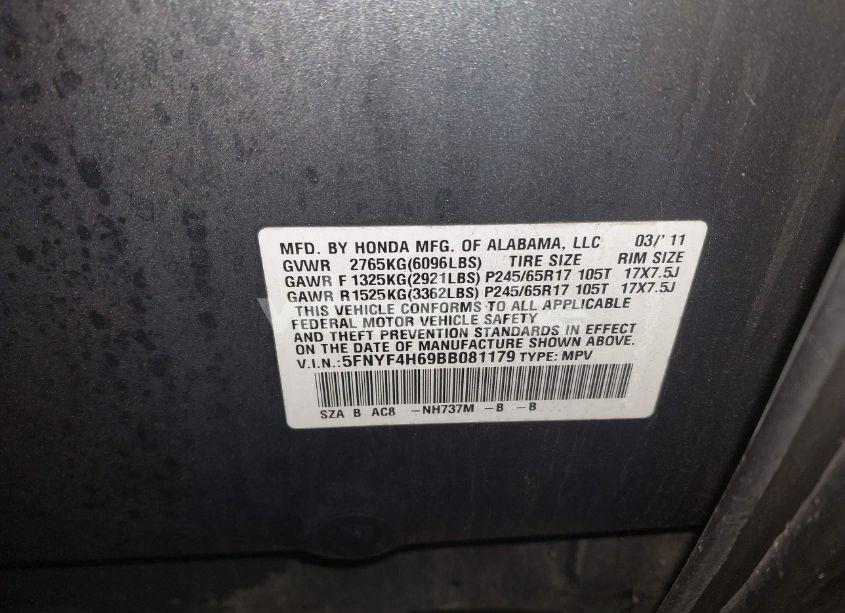 MFD. BY HONDA MFG. OF ALABAMA, LLC 03/'11
GVWR 2765KG(6096LBS) TIRE SIZE RIM SIZE
GAWR F 1325KG(2921LBS) P245/65R17 105T 17X7.5J
GAWR R 1525KG(3362LBS) P245/65R17 105T 17X7.5J
THIS VEHICLE CONFORMS TO ALL APPLICABLE
FEDERAL MOTOR VEHICLE SAFETY
AND THEFT PREVENTION STANDARDS IN EFFECT
ON THE DATE OF MANUFACTURE SHOWN ABOVE.
V.I.N.:5FNYF4H69BB081179 TYPE: MPV
SZA B AC8 -NH737M -B -B